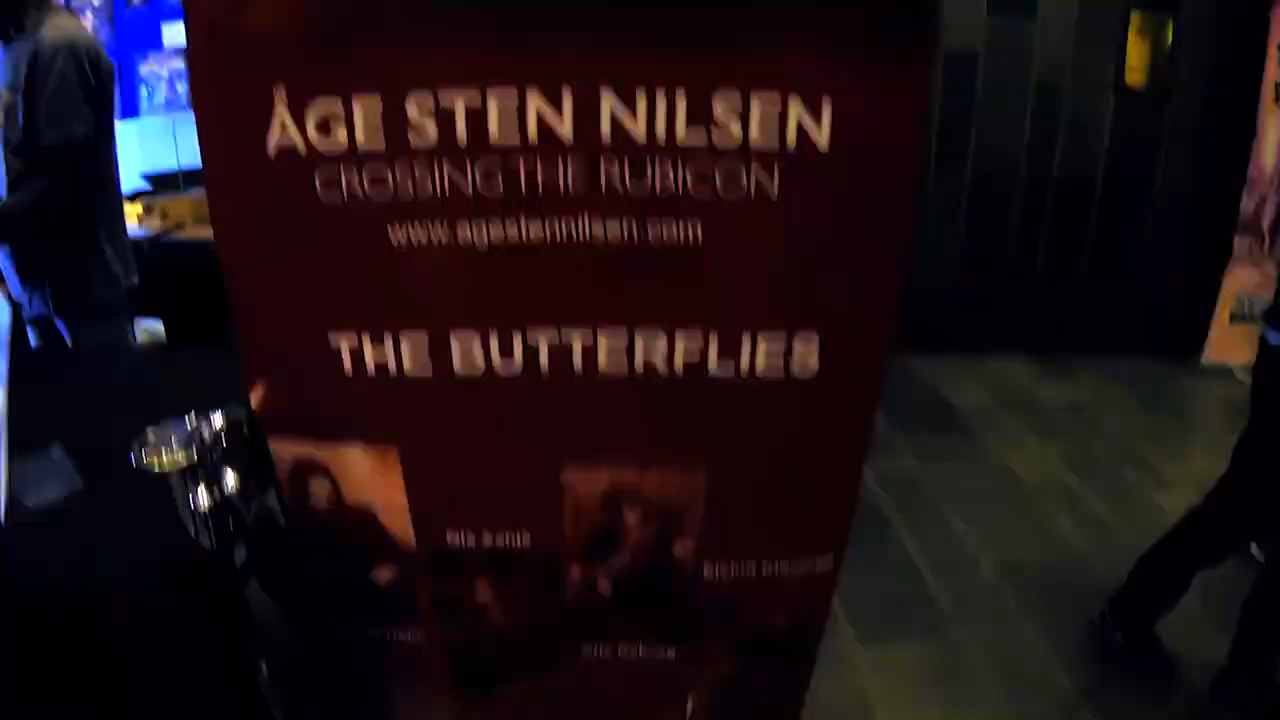 ÅGE STEN NILSEN
CROSSING THE RUBICON
www.agestennilsen.com
THE BUTTERFLIES